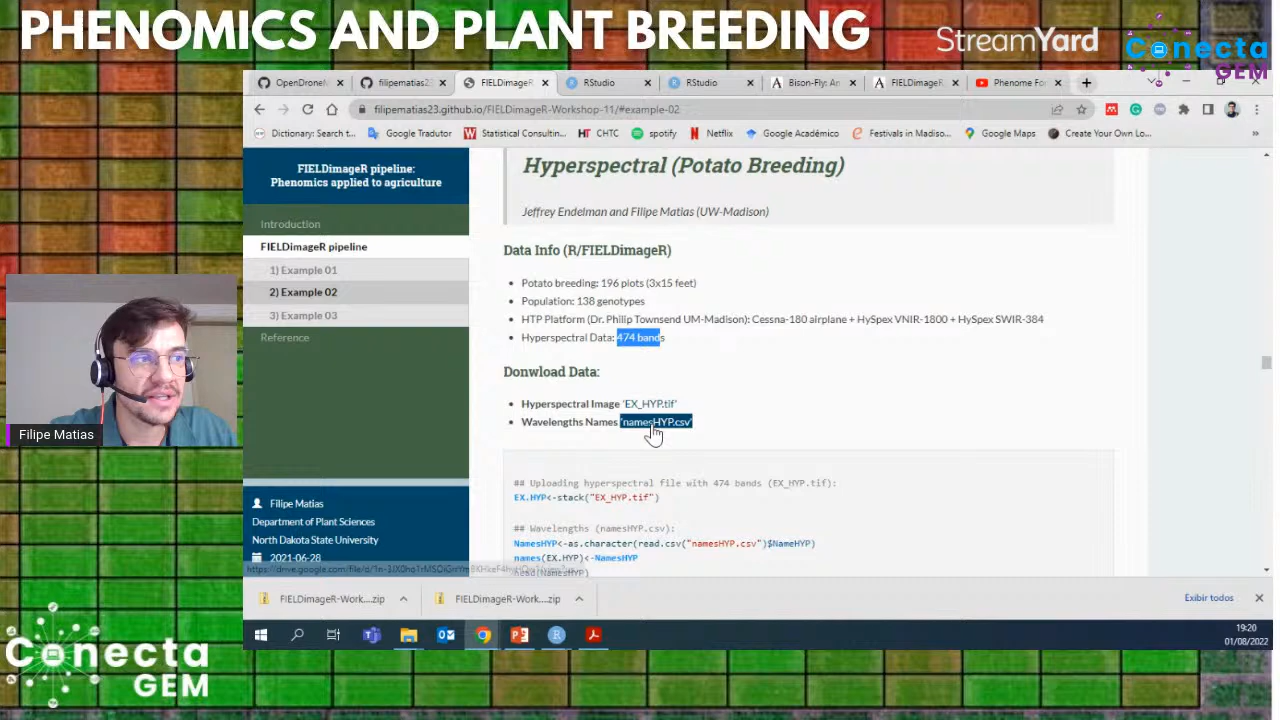 PHENOMICS AND PLANT BREEDING
StreamYard
Conecta
GEM
OpenDroneM
filipematias23
FIELDimageR
RStudio
RStudio
Bison-Fly: An
FIELDimageR
Phenome Fo
filipematias23.github.io/FIELDimageR-Workshop-11/#example-02
Dictionary: Search t...
Google Tradutor
Statistical Consultin...
CHTC
spotify
Netflix
Google Acadêmico
Festivals in Madiso...
Google Maps
Create Your Own Lo...
FIELDimageR pipeline:
Phenomics applied to agriculture
Introduction
FIELDimageR pipeline
1) Example 01
2) Example 02
3) Example 03
Reference
Filipe Matias
Department of Plant Sciences
North Dakota State University
2021-06-28
Hyperspectral (Potato Breeding)
Jeffrey Endelman and Filipe Matias (UW-Madison)
Data Info (R/FIELDimageR)
• Potato breeding: 196 plots (3x15 feet)
• Population: 138 genotypes
• HTP Platform (Dr. Philip Townsend UM-Madison): Cessna-180 airplane + HySpex VNIR-1800 + HySpex SWIR-384
• Hyperspectral Data: 474 bands
Donwload Data:
• Hyperspectral Image 'EX_HYP.tif'
• Wavelengths Names 'namesHYP.csv'
## Uploading hyperspectral file with 474 bands (EX_HYP.tif):
EX.HYP<-stack("EX_HYP.tif")
## Wavelengths (namesHYP.csv):
NamesHYP<-as.character(read.csv("namesHYP.csv")$NameHYP)
names(EX.HYP)<-NamesHYP
head(NamesHYP)
Filipe Matias
FIELDimageR-Work....zip
FIELDimageR-Work....zip
Exibir todos
19:20
01/08/2022
Conecta
GEM